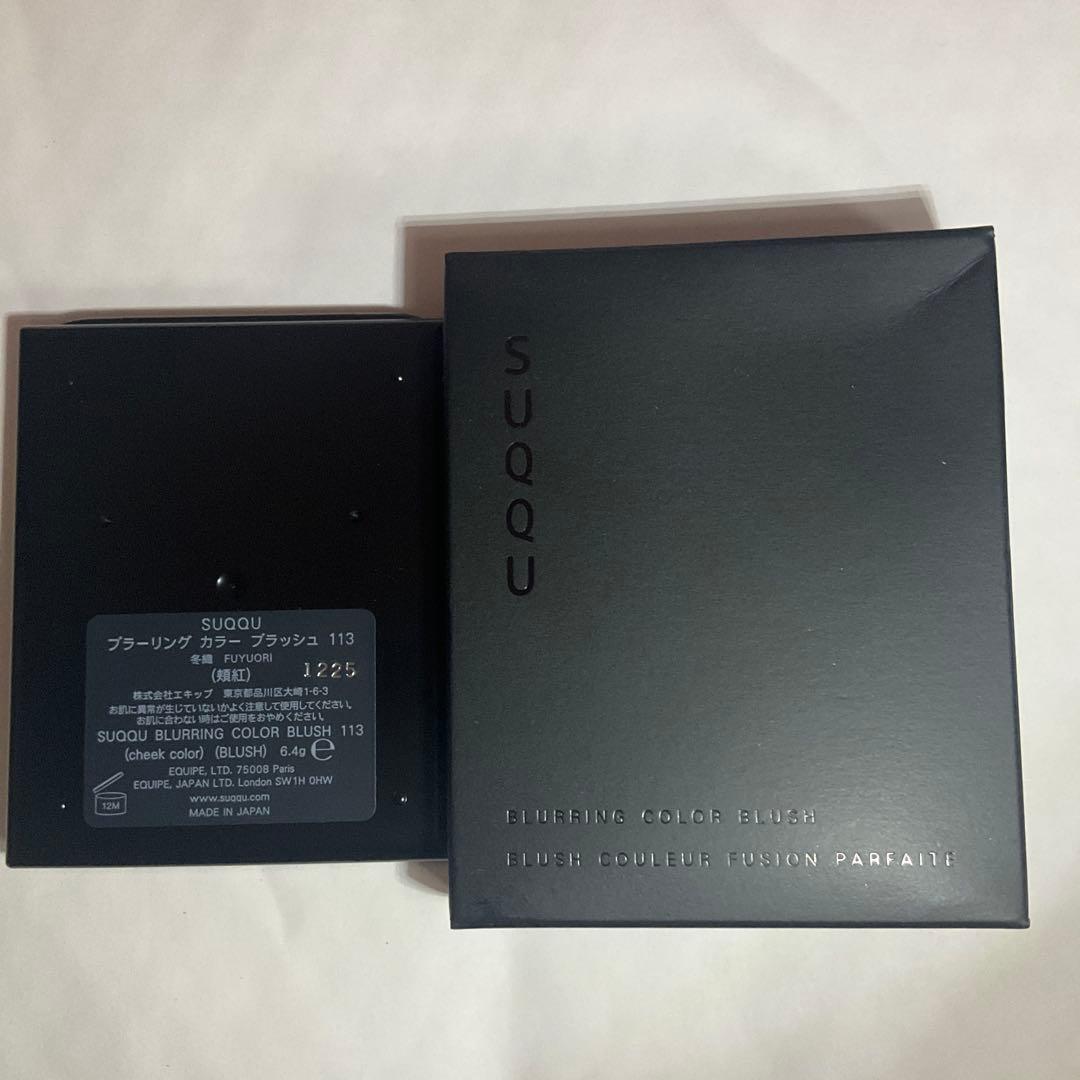 SUQQU
ブラーリング カラー ブラッシュ 113
冬織 FUYUORI
(頬紅) 1225
株式会社エキップ 東京都品川区大崎1-6-3
お肌に異常が生じていないかよく注意して使用してください。
お肌に合わない時はご使用をおやめください。
SUQQU BLURRING COLOR BLUSH 113
(cheek color) (BLUSH) 6.4g ℮
EQUIPE, LTD. 75008 Paris
EQUIPE, JAPAN LTD. London SW1H 0HW
www.suqqu.com
MADE IN JAPAN
12M
SUQQU
BLURRING COLOR BLUSH
BLUSH COULEUR FUSION PARFAITE